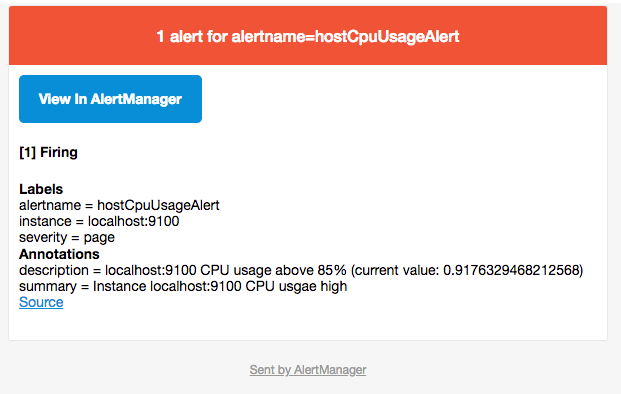 1 alert for alertname=hostCpuUsageAlert
View In AlertManager
[1] Firing
Labels
alertname = hostCpuUsageAlert
instance = localhost:9100
severity = page
Annotations
description = localhost:9100 CPU usage above 85% (current value: 0.9176329468212568)
summary = Instance localhost:9100 CPU usgae high
Source
Sent by AlertManager